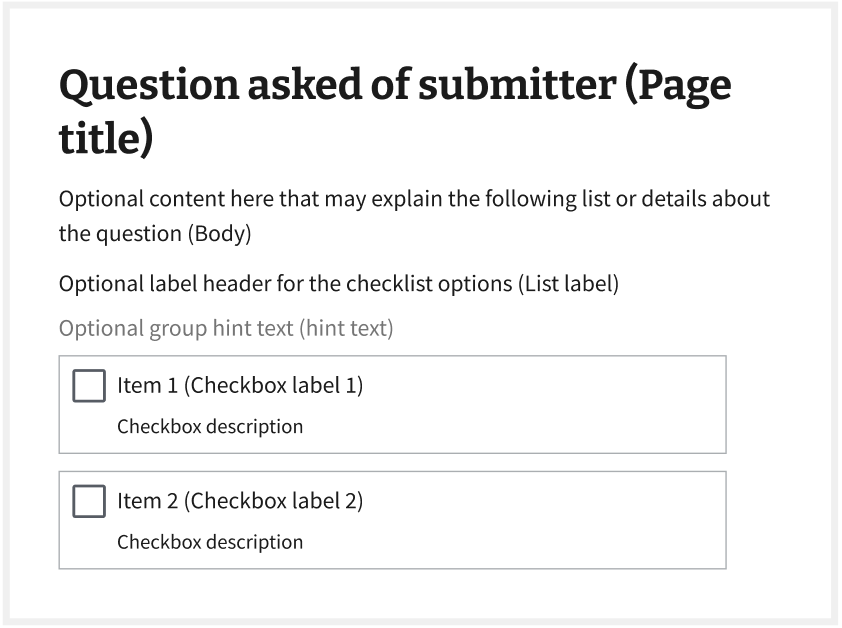 Question asked of submitter (Page
title)
Optional content here that may explain the following list or details about
the question (Body)
Optional label header for the checklist options (List label)
Optional group hint text (hint text)
Item 1 (Checkbox label 1)
Checkbox description
Item 2 (Checkbox label 2)
Checkbox description